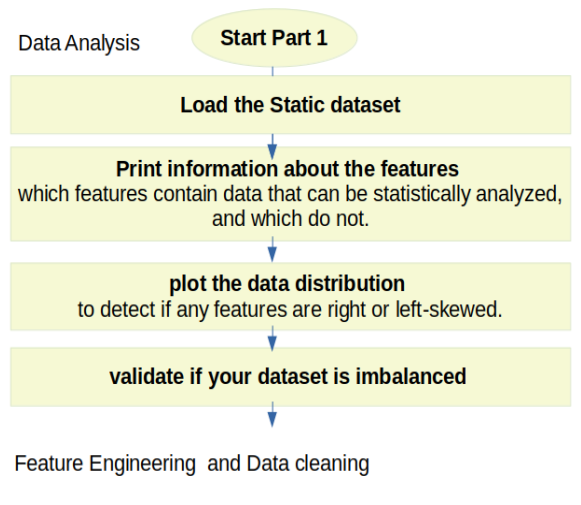 Data Analysis
Start Part 1
Load the Static dataset
Print information about the features
which features contain data that can be statistically analyzed,
and which do not.
plot the data distribution
to detect if any features are right or left-skewed.
validate if your dataset is imbalanced
Feature Engineering  and Data cleaning